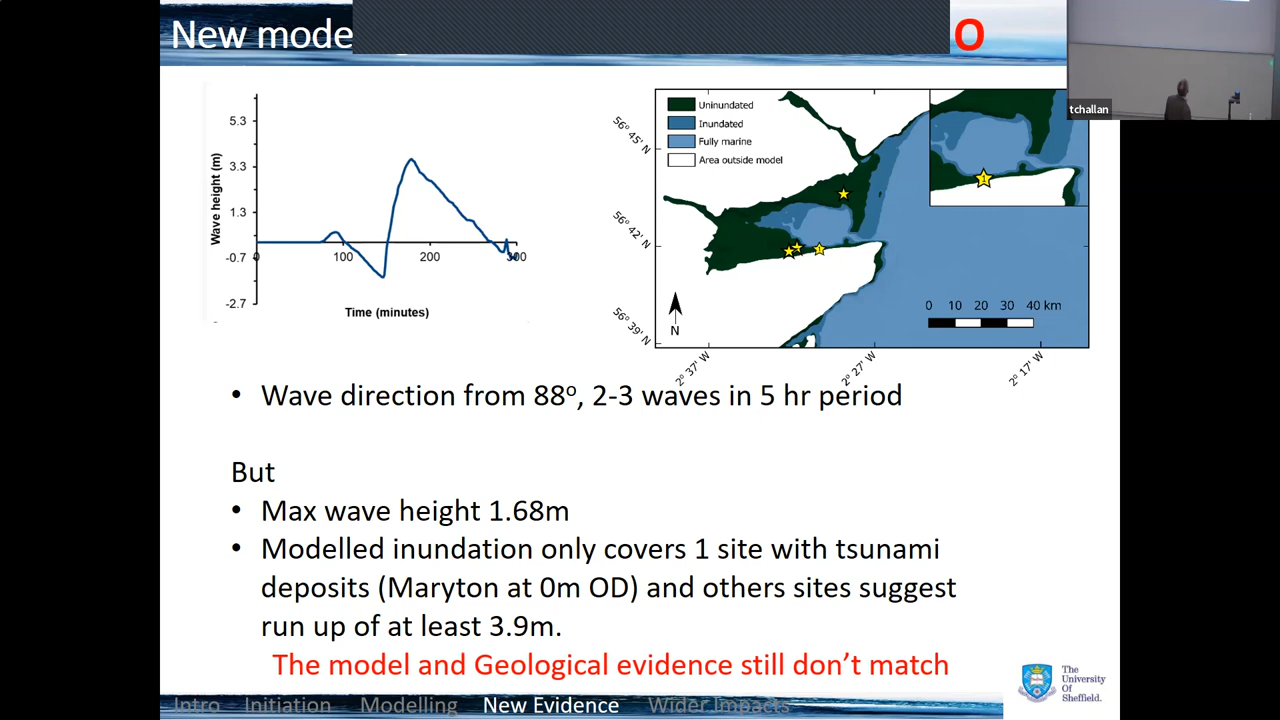 New mode
O
tchallan
5.3
3.3
1.3
-0.7
-2.7
Wave height (m)
0
100
200
300
Time (minutes)
Uninundated
Inundated
Fully marine
Area outside model
56° 45' N
56° 42' N
56° 39' N
1
1
N
0 10 20 30 40 km
2° 37' W
2° 27' W
2° 17' W
• Wave direction from 88º, 2-3 waves in 5 hr period
But
• Max wave height 1.68m
• Modelled inundation only covers 1 site with tsunami
deposits (Maryton at 0m OD) and others sites suggest
run up of at least 3.9m.
The model and Geological evidence still don’t match
Intro Initiation Modelling New Evidence Wider Impacts
The
University
Of
Sheffield.